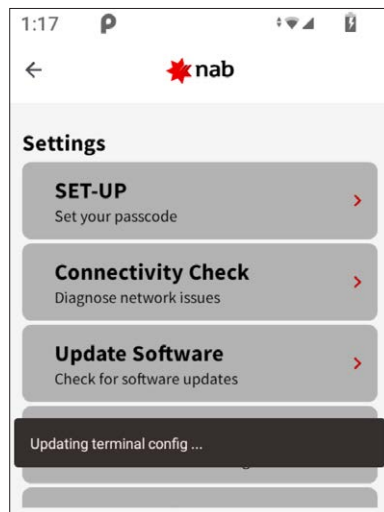 1:17
nab
Settings
SET-UP
Set your passcode
Connectivity Check
Diagnose network issues
Update Software
Check for software updates
Updating terminal config ...